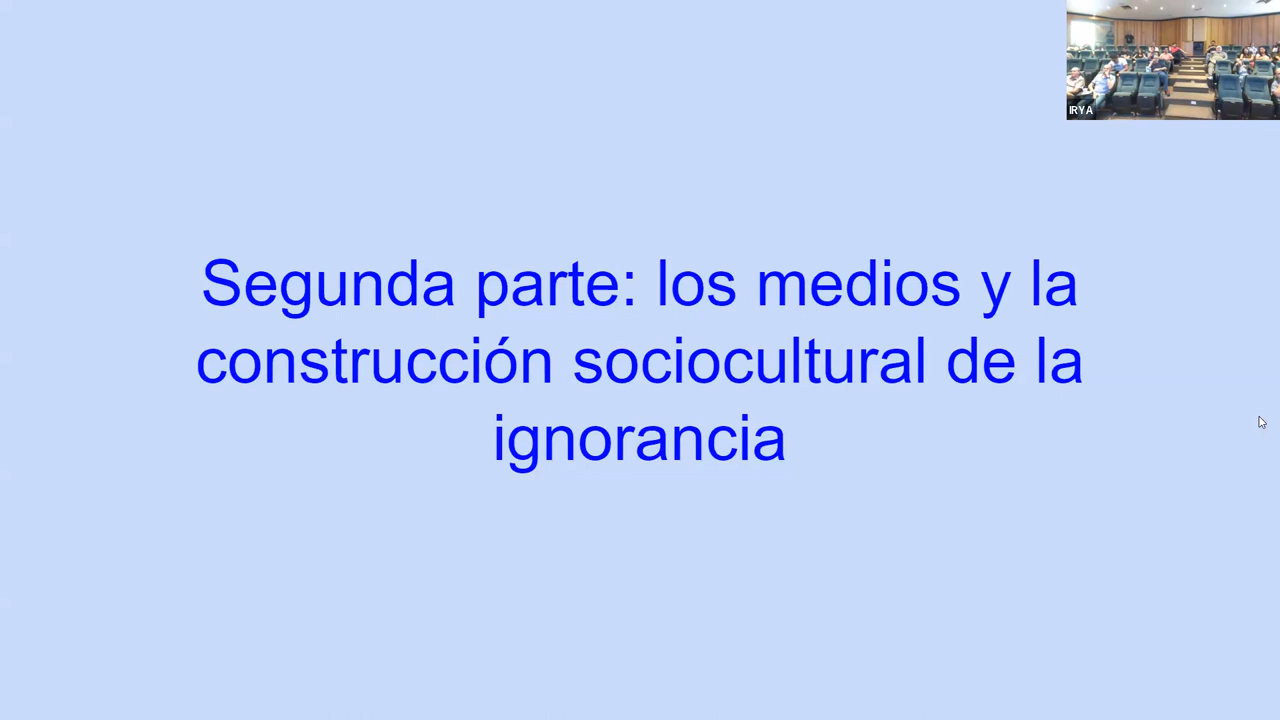 IRYA
Segunda parte: los medios y la
construcción sociocultural de la
ignorancia